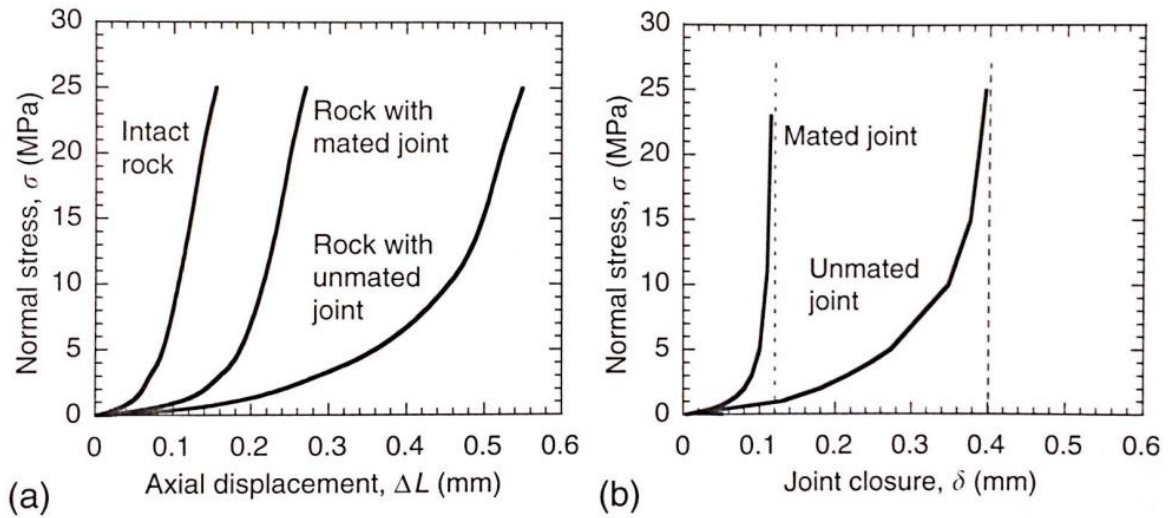 30
25
20
15
10
5
0
Normal stress, σ (MPa)
Intact
rock
Rock with
mated joint
Rock with
unmated
joint
0 0.1 0.2 0.3 0.4 0.5 0.6
Axial displacement, ΔL (mm)
(a)
30
25
20
15
10
5
0
Normal stress, σ (MPa)
Mated joint
Unmated
joint
0 0.1 0.2 0.3 0.4 0.5 0.6
Joint closure, δ (mm)
(b)